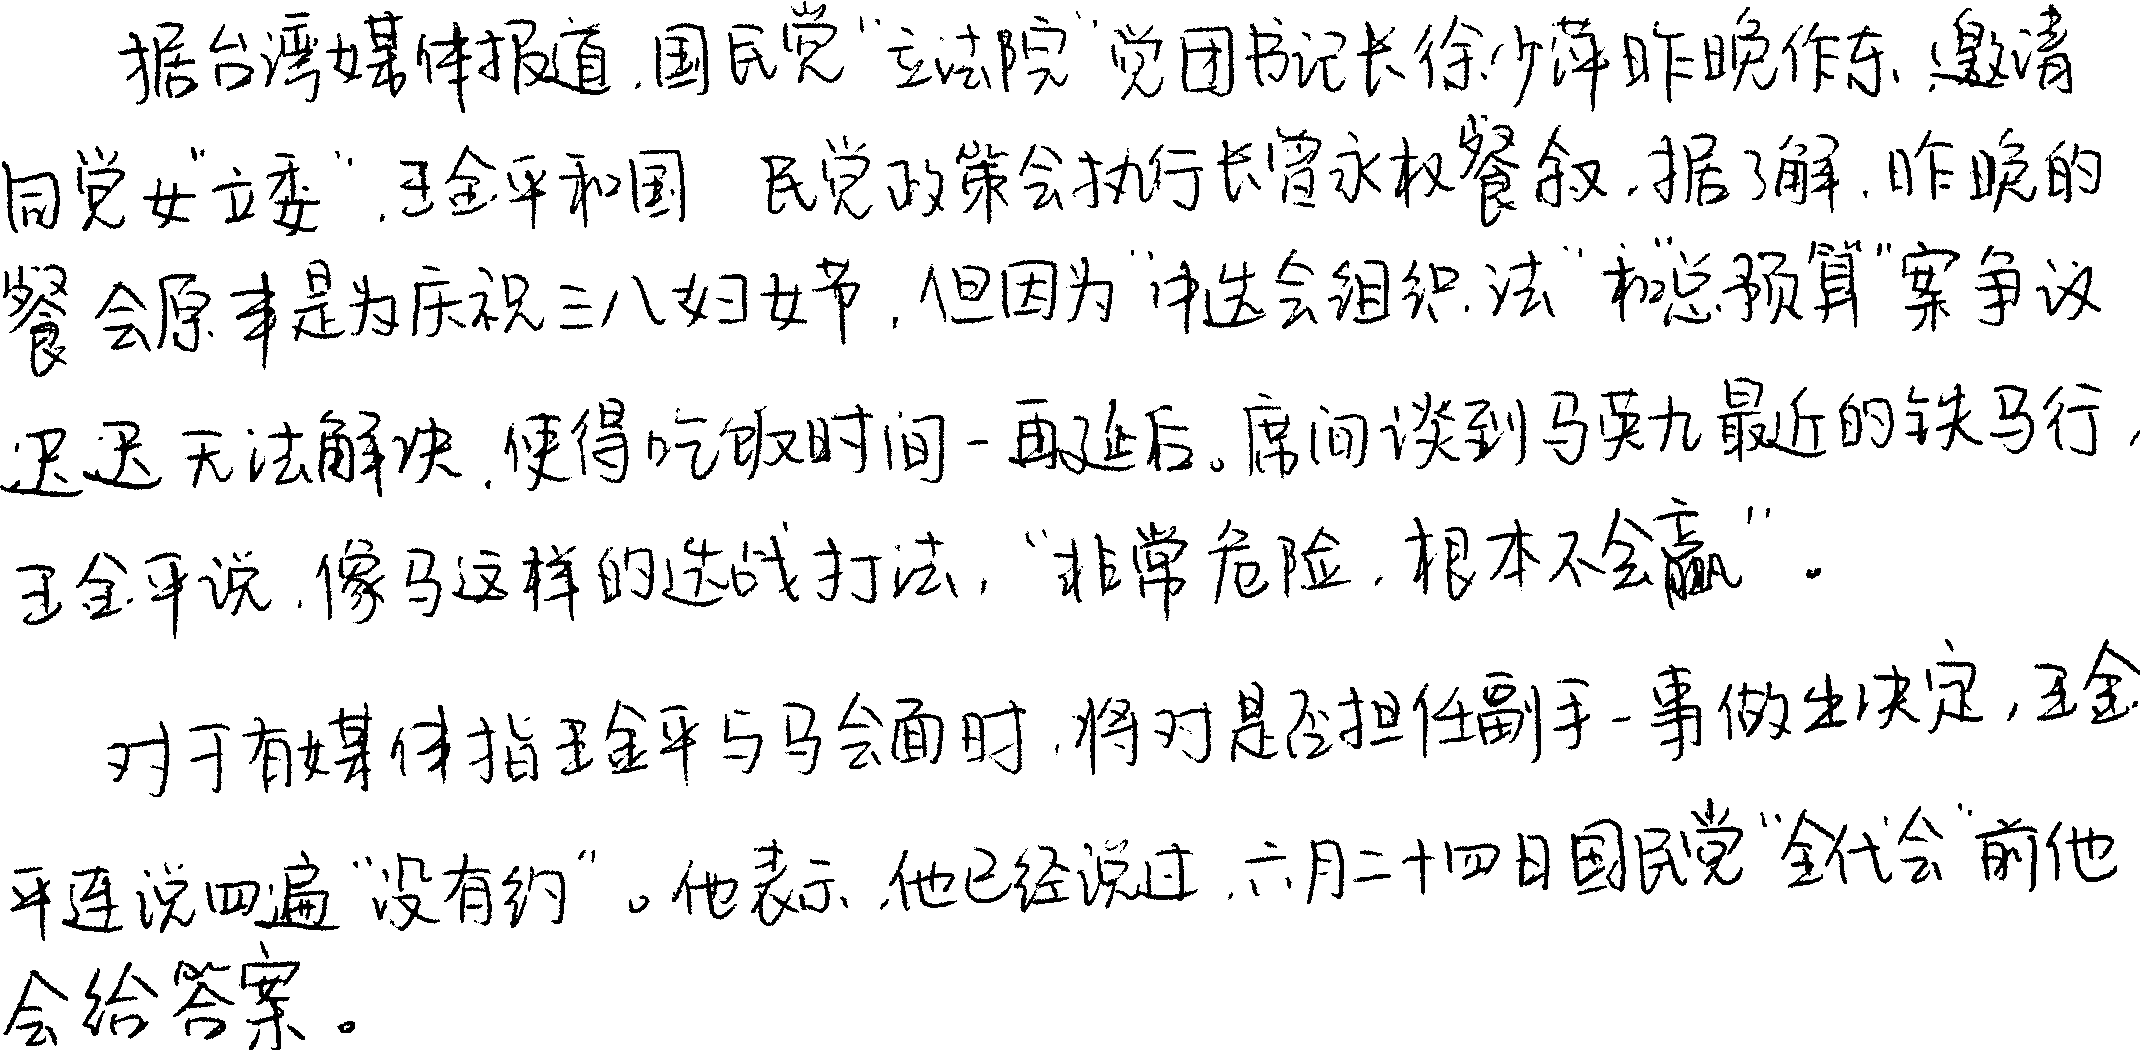 据台湾媒体报道,国民党“立法院”党团书记长徐少萍昨晚作东,邀请
同党女“立委”,王金平和国 民党政策会执行长曾永权餐叙,据了解,昨晚的
餐会原本是为庆祝三八妇女节,但因为“中选会组织法”和“总预算”案争议
迟迟无法解决,使得吃饭时间一再延后。席间谈到马英九最近的铁马行,
王金平说,像马这样的选战打法,“非常危险,根本不会赢”。
对于有媒体指王金平与马会面时,将对是否担任副手一事做出决定,王金
平连说四遍“没有约”。他表示,他已经说过,六月二十四日国民党“全代会”前他
会给答案。